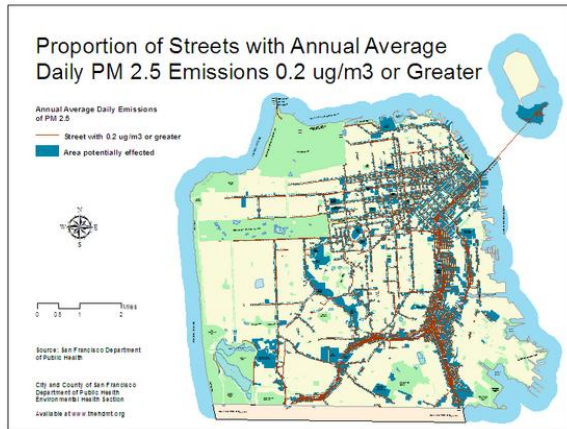 Proportion of Streets with Annual Average
Daily PM 2.5 Emissions 0.2 ug/m3 or Greater
Annual Average Daily Emissions
of PM 2.5
Street with 0.2 ug/m3 or greater
Area potentially effected
N
W
E
S
0 0.5 1 2 Miles
Source: San Francisco Department
of Public Health
City and County of San Francisco
Department of Public Health
Environmental Health Section
Available at www.thehdmt.org